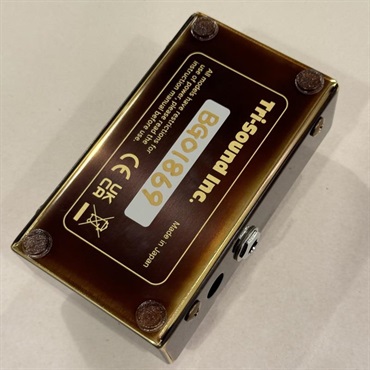 Tri-Sound Inc.
Made in Japan
BG01869
All models have restrictions for
use of power, please read the
instruction manual before use.
CE UK
CA